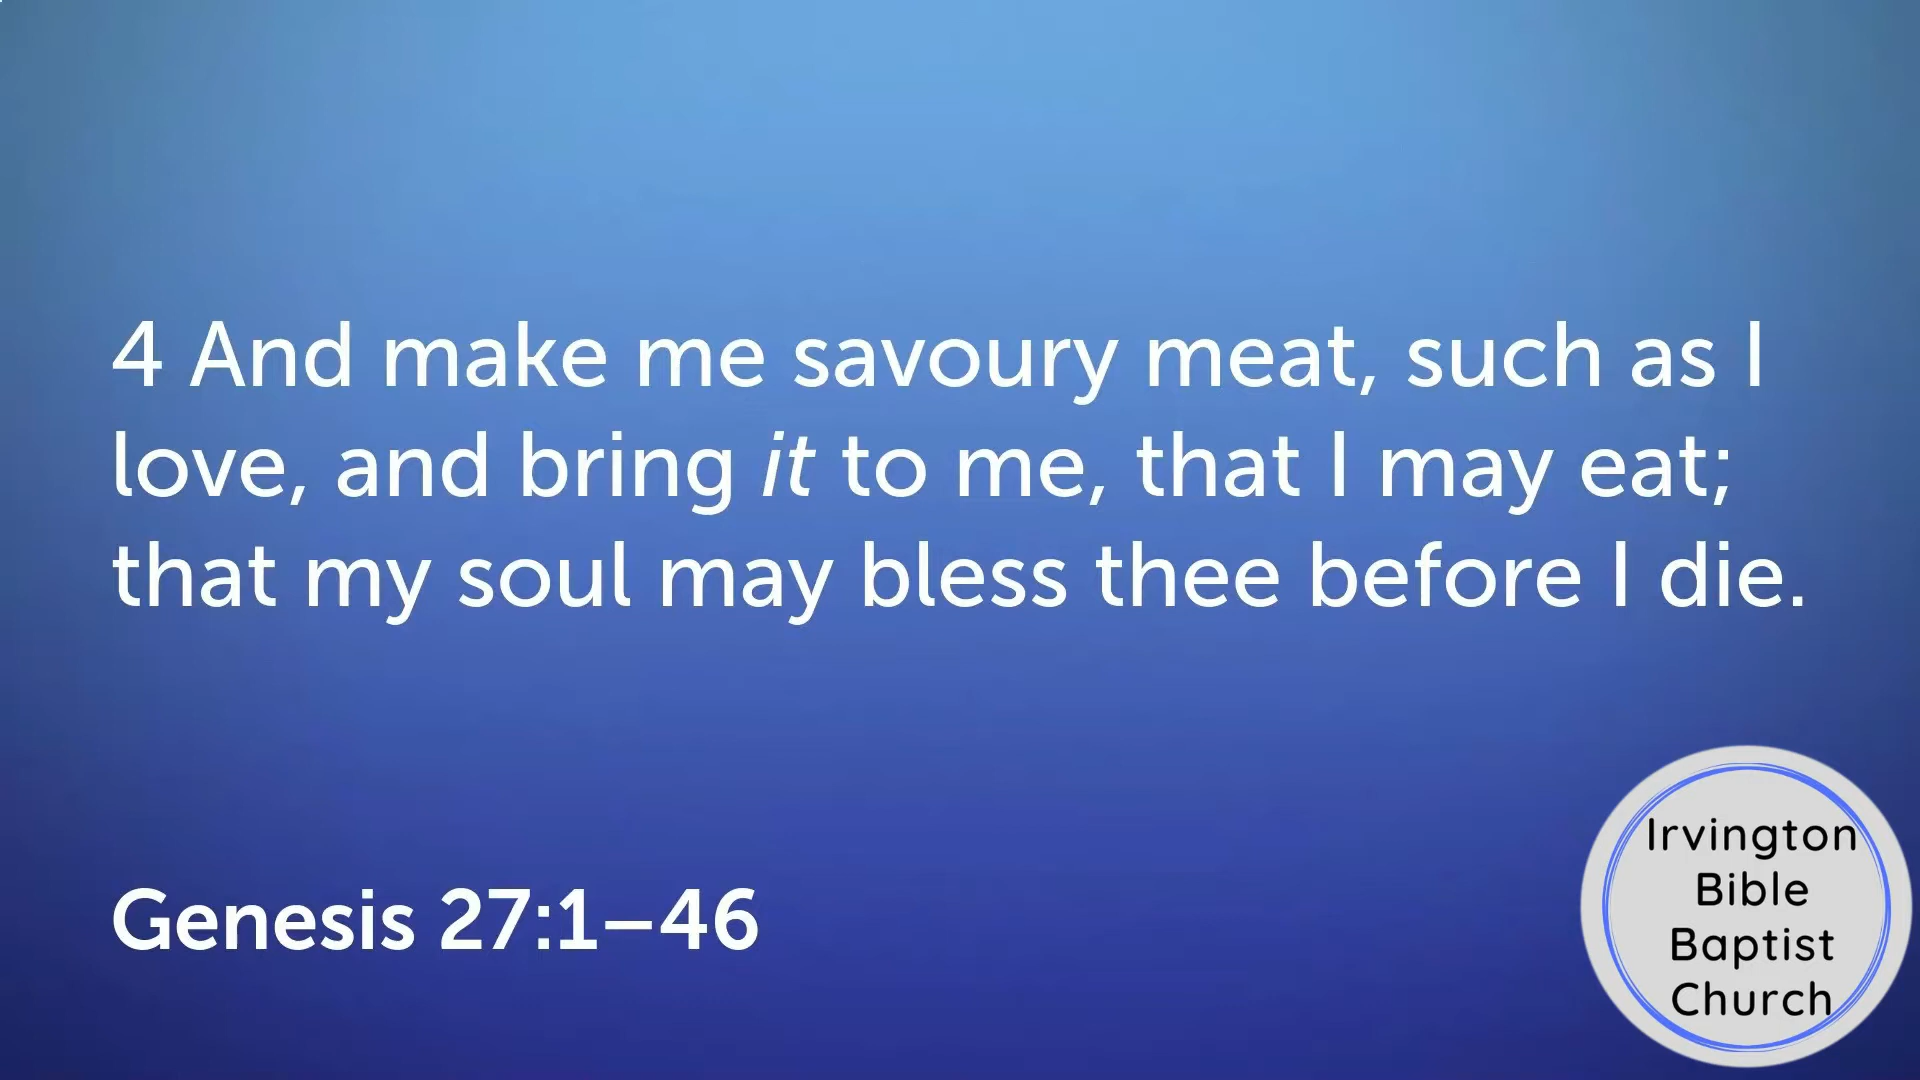 4 And make me savoury meat, such as I
love, and bring it to me, that I may eat;
that my soul may bless thee before I die.
Genesis 27:1–46
Irvington
Bible
Baptist
Church